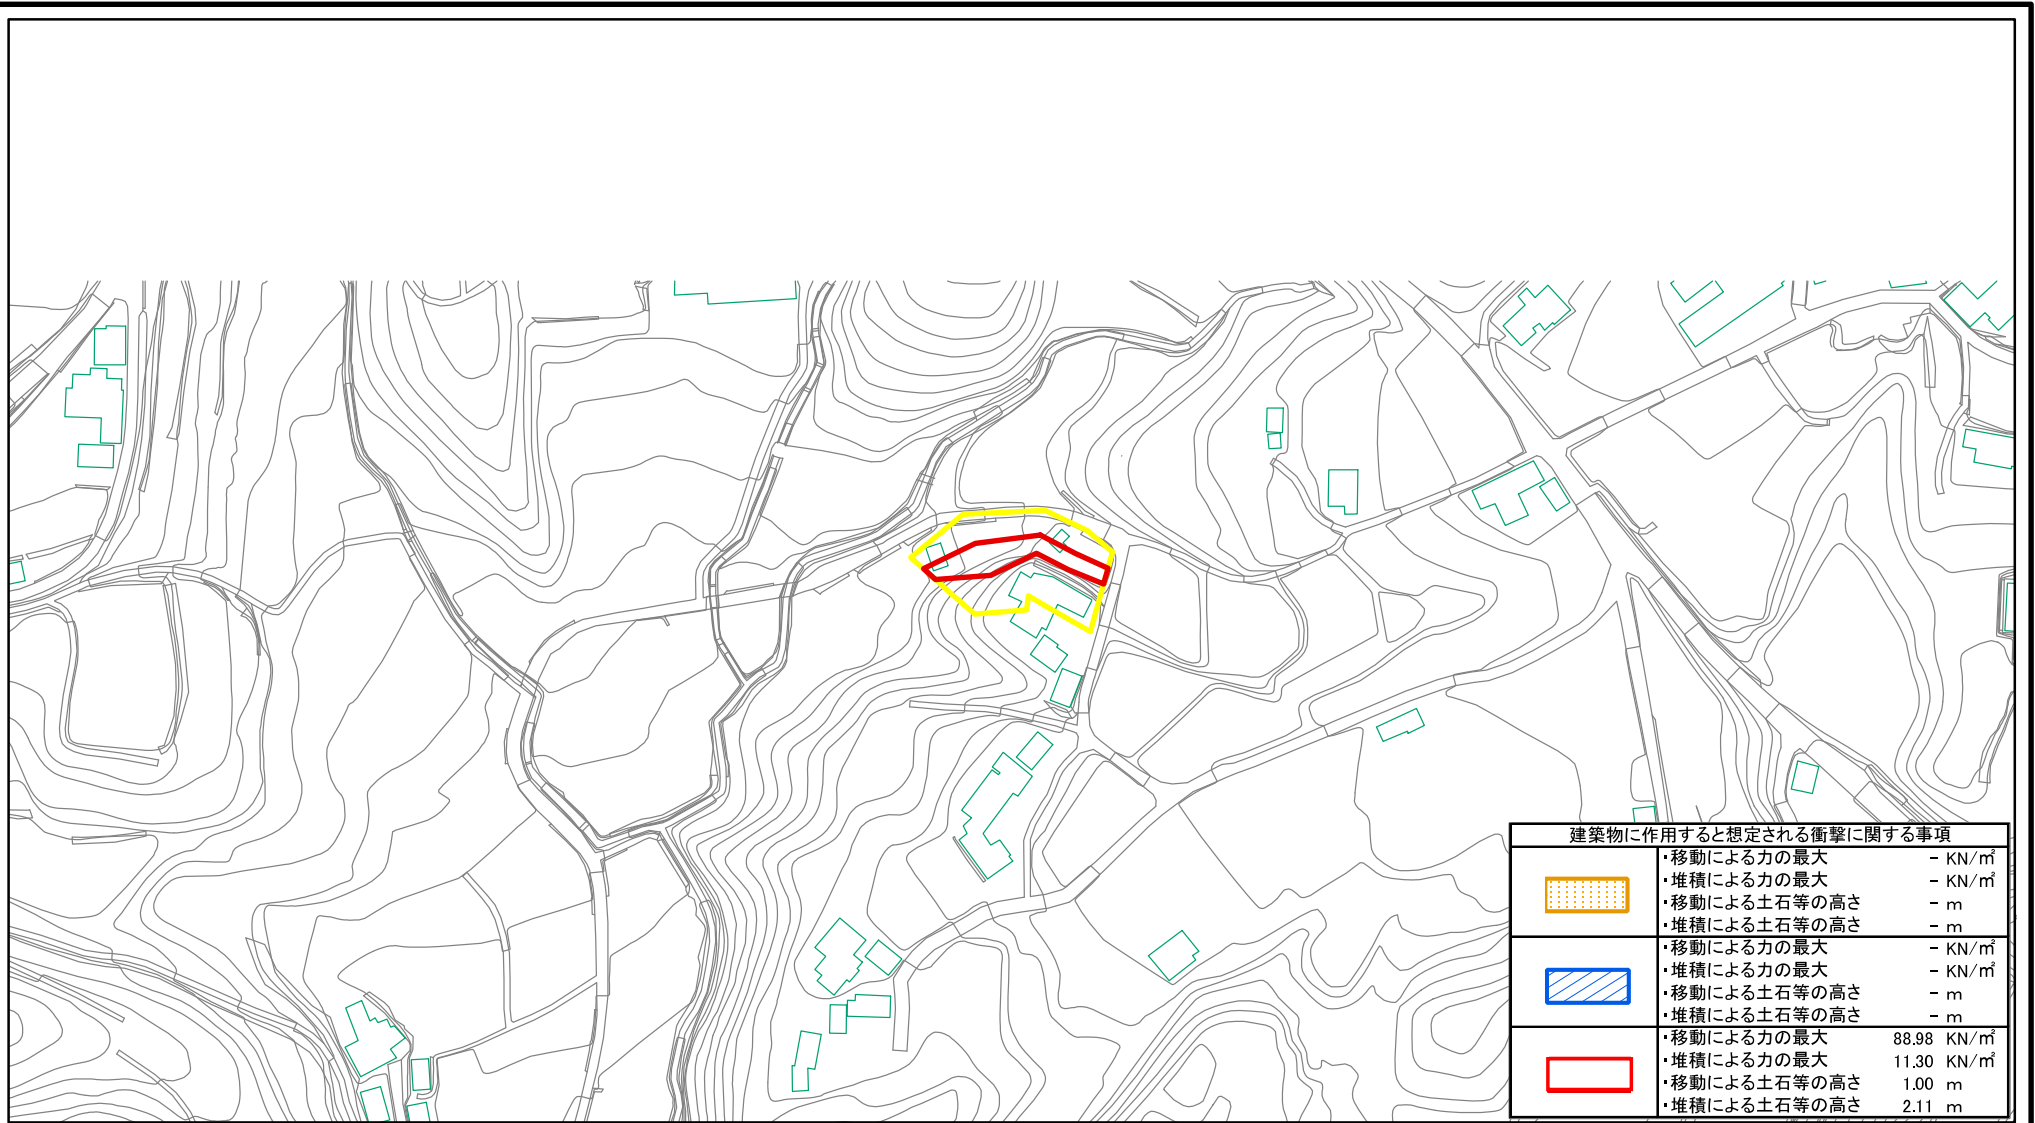 建築物に作用すると想定される衝撃に関する事項
・移動による力の最大 - KN/㎡
・堆積による力の最大 - KN/㎡
・移動による土石等の高さ - m
・堆積による土石等の高さ - m
・移動による力の最大 - KN/㎡
・堆積による力の最大 - KN/㎡
・移動による土石等の高さ - m
・堆積による土石等の高さ - m
・移動による力の最大 88.98 KN/㎡
・堆積による力の最大 11.30 KN/㎡
・移動による土石等の高さ 1.00 m
・堆積による土石等の高さ 2.11 m